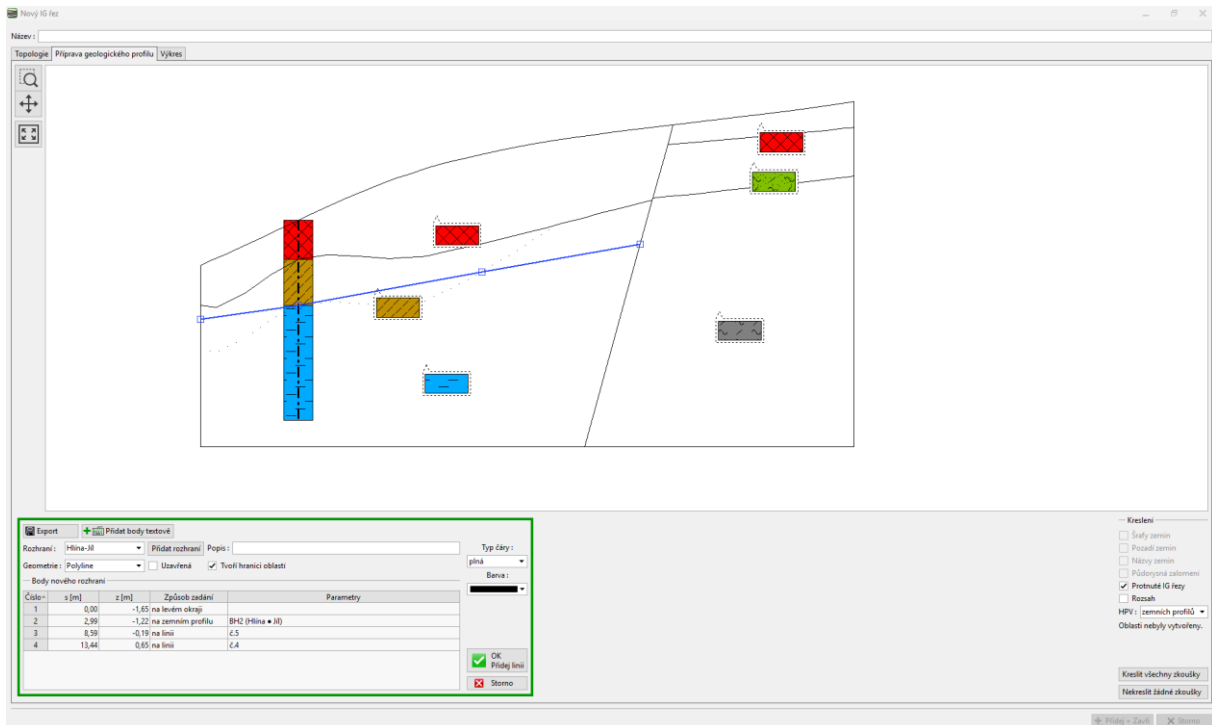 Nový IG řez
Název :
Topologie Příprava geologického profilu Výkres
Export Přidat body textově
Rozhraní : Hlína-Jíl Přidat rozhraní Popis : Typ čáry :
Geometrie : Polyline Uzavřená Tvoří hranici oblastí plná
Barva :
Body nového rozhraní
Číslo s [m] z [m] Způsob zadání Parametry
1 0,00 -1,65 na levém okraji
2 2,99 -1,22 na zemním profilu BH2 (Hlína ● Jíl)
3 8,59 -0,19 na linii č.5
4 13,44 0,65 na linii č.4
OK
Přidej linii
Storno
Kreslení
Šrafy zemin
Pozadí zemin
Názvy zemin
Půdorysná zalomení
Protnuté IG řezy
Rozsah
HPV : zemních profilů
Oblasti nebyly vytvořeny.
Kreslit všechny zkoušky
Nekreslit žádné zkoušky
Přidej + Zavři Storno